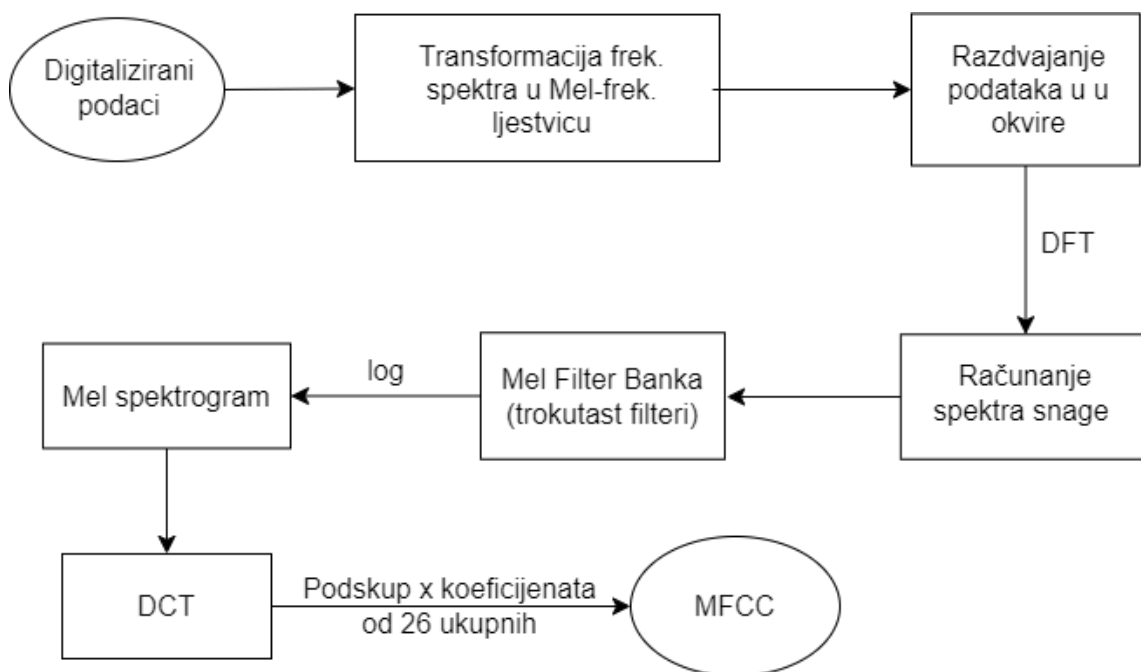 Digitalizirani
podaci
Transformacija frek.
spektra u Mel-frek.
ljestvicu
Razdvajanje
podataka u u
okvire
DFT
Računanje
spektra snage
Mel Filter Banka
(trokutast filteri)
log
Mel spektrogram
DCT
Podskup x koeficijenata
od 26 ukupnih
MFCC